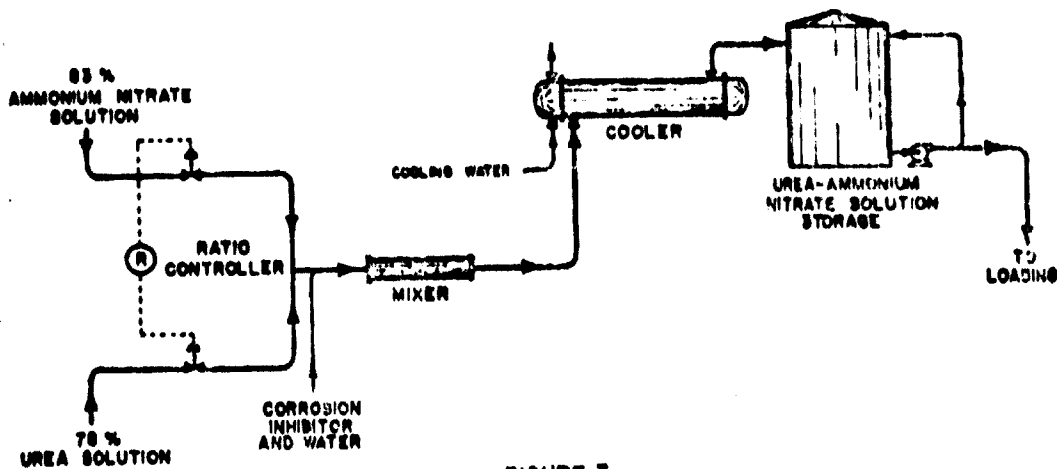 83 %
AMMONIUM NITRATE
SOLUTION
COOLER
COOLING WATER
UREA-AMMONIUM
NITRATE SOLUTION
STORAGE
TO
LOADING
R
RATIO
CONTROLLER
MIXER
CORROSION
INHIBITOR
AND WATER
78 %
UREA SOLUTION
FIGURE